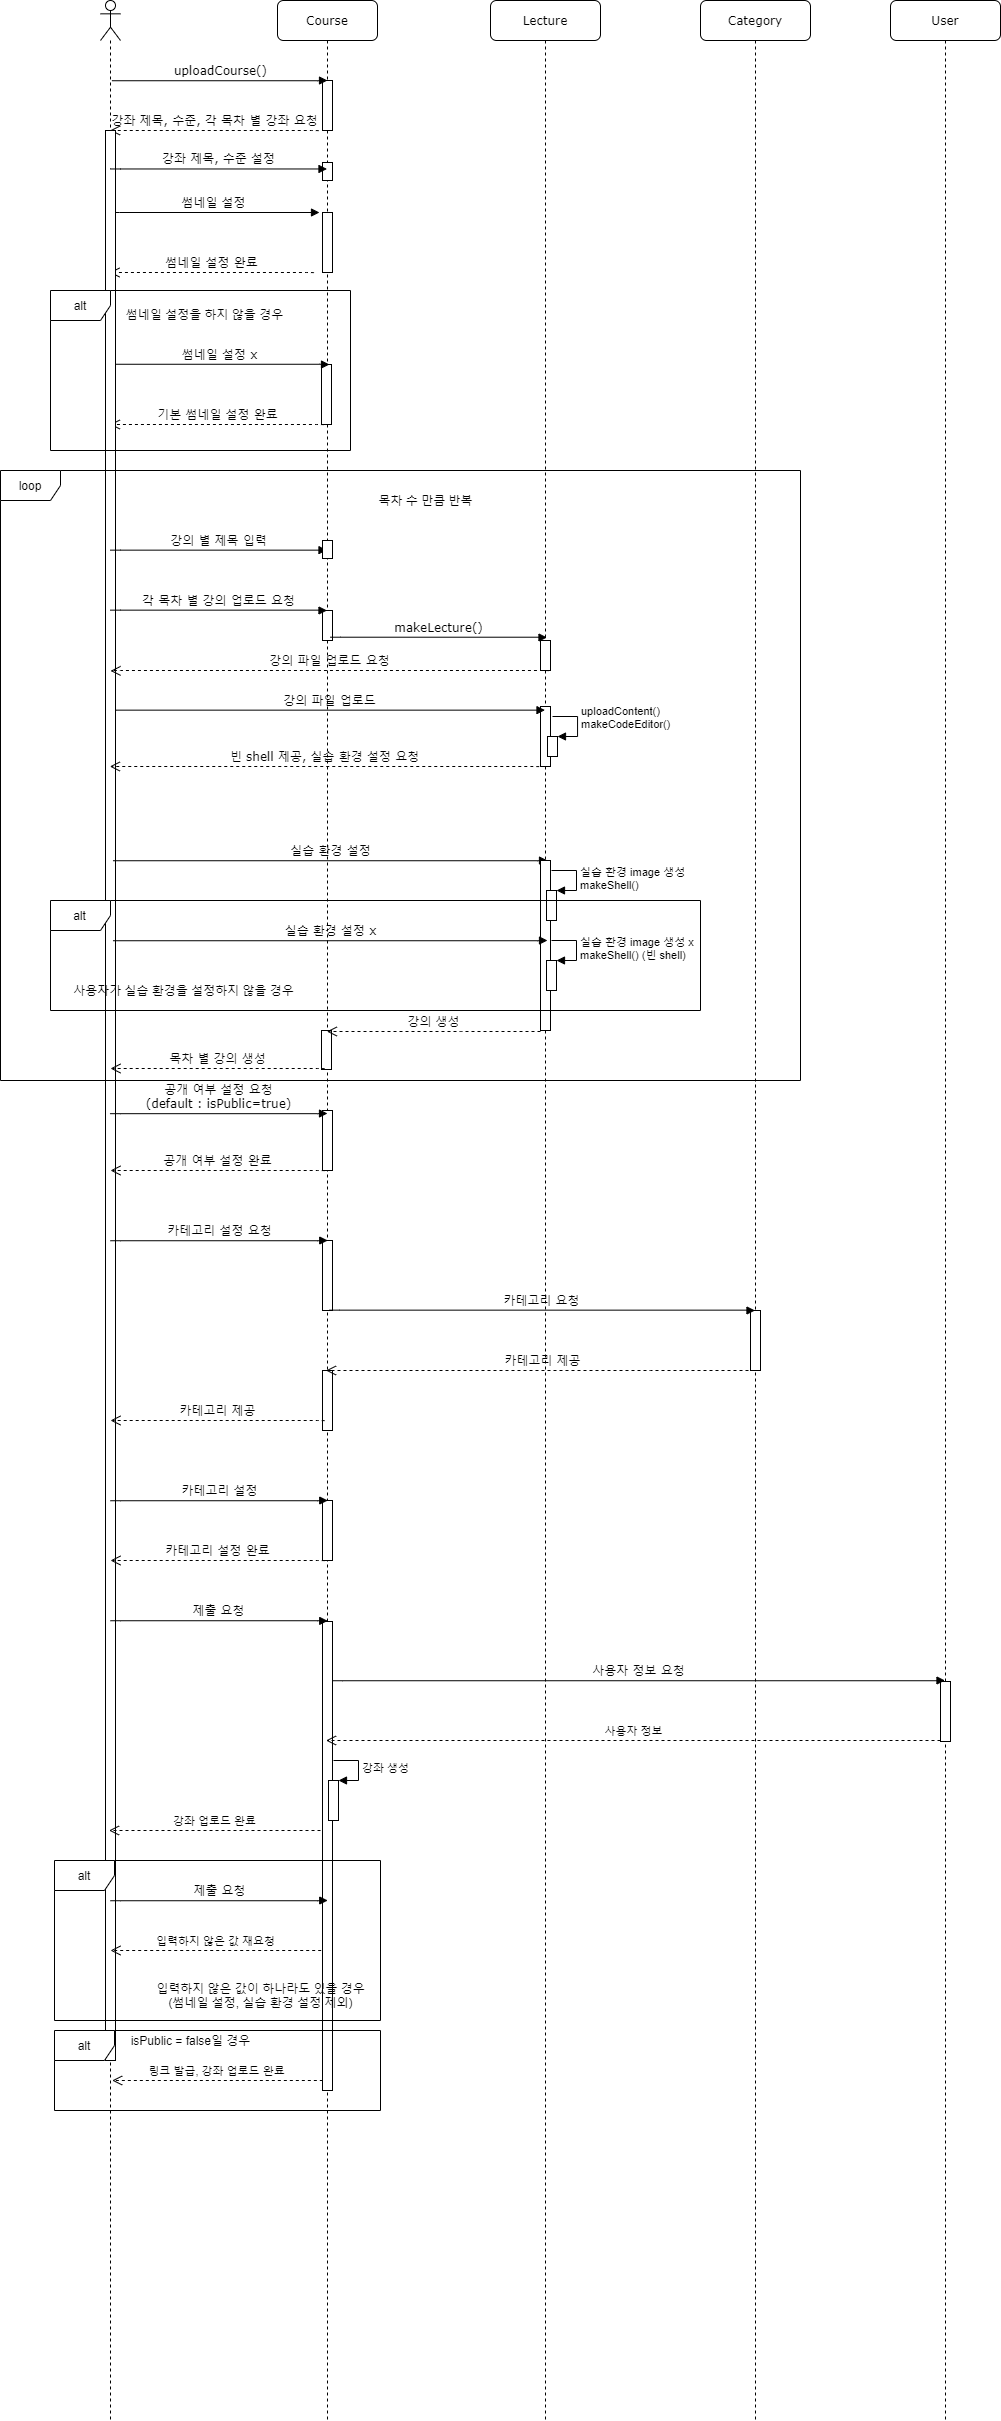 Course
Lecture
Category
User
uploadCourse()
강좌 제목, 수준, 각 목차 별 강좌 요청
강좌 제목, 수준 설정
썸네일 설정
썸네일 설정 완료
alt
썸네일 설정을 하지 않을 경우
썸네일 설정 x
기본 썸네일 설정 완료
loop
목차 수 만큼 반복
강의 별 제목 입력
각 목차 별 강의 업로드 요청
makeLecture()
강의 파일 업로드 요청
강의 파일 업로드
uploadContent()
makeCodeEditor()
빈 shell 제공, 실습 환경 설정 요청
실습 환경 설정
실습 환경 image 생성
makeShell()
alt
실습 환경 설정 x
실습 환경 image 생성 x
makeShell() (빈 shell)
사용자가 실습 환경을 설정하지 않을 경우
강의 생성
목차 별 강의 생성
공개 여부 설정 요청
(default : isPublic=true)
공개 여부 설정 완료
카테고리 설정 요청
카테고리 요청
카테고리 제공
카테고리 제공
카테고리 설정
카테고리 설정 완료
제출 요청
사용자 정보 요청
사용자 정보
강좌 생성
강좌 업로드 완료
alt
제출 요청
입력하지 않은 값 재요청
입력하지 않은 값이 하나라도 있을 경우
(썸네일 설정, 실습 환경 설정 제외)
alt
isPublic = false일 경우
링크 발급, 강좌 업로드 완료